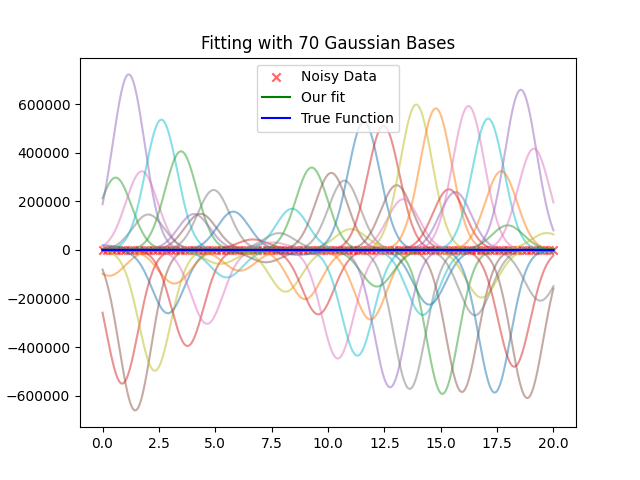 Fitting with 70 Gaussian Bases
Noisy Data
Our fit
True Function
600000
400000
200000
0
−200000
−400000
−600000
0.0 2.5 5.0 7.5 10.0 12.5 15.0 17.5 20.0